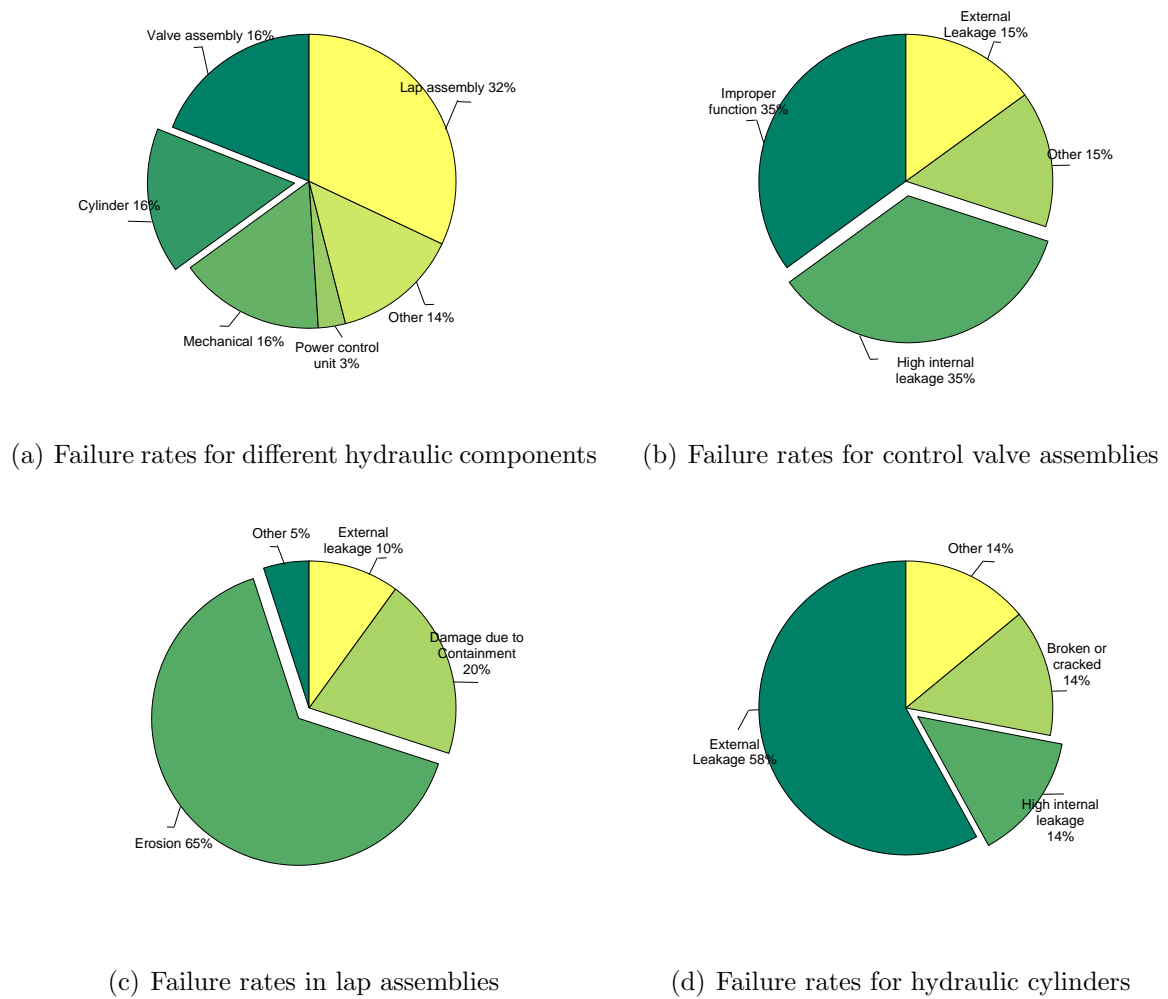 Valve assembly 16%
Lap assembly 32%
Cylinder 16%
Other 14%
Mechanical 16%
Power control
unit 3%
(a) Failure rates for different hydraulic components
External
Leakage 15%
Improper
function 35%
Other 15%
High internal
leakage 35%
(b) Failure rates for control valve assemblies
Other 5%
External
leakage 10%
Damage due to
Containment
20%
Erosion 65%
(c) Failure rates in lap assemblies
Other 14%
Broken or
cracked
14%
External
Leakage 58%
High internal
leakage
14%
(d) Failure rates for hydraulic cylinders